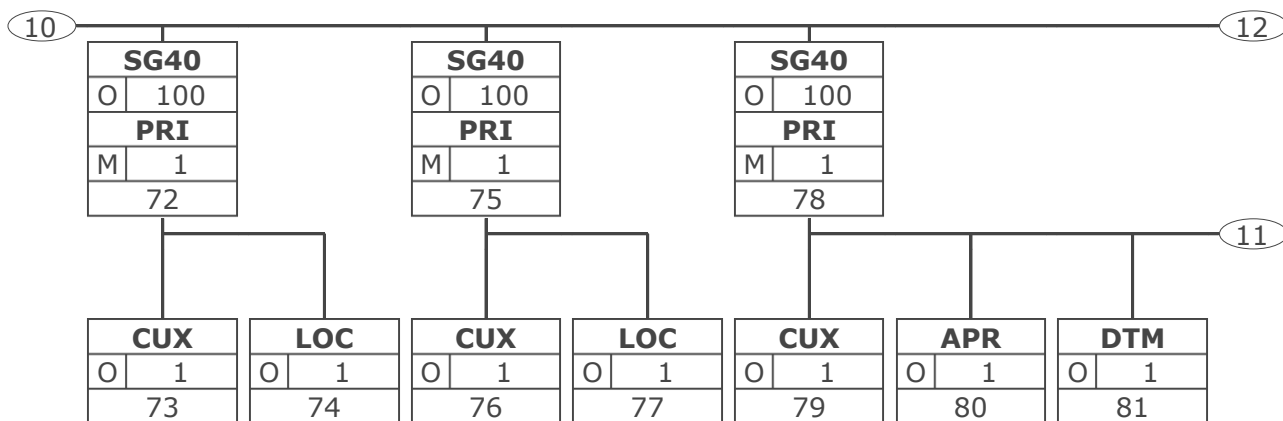 10 12
SG40 SG40 SG40
O 100 O 100 O 100
PRI PRI PRI
M 1 M 1 M 1
72 75 78
11
CUX LOC CUX LOC CUX APR DTM
O 1 O 1 O 1 O 1 O 1 O 1 O 1
73 74 76 77 79 80 81